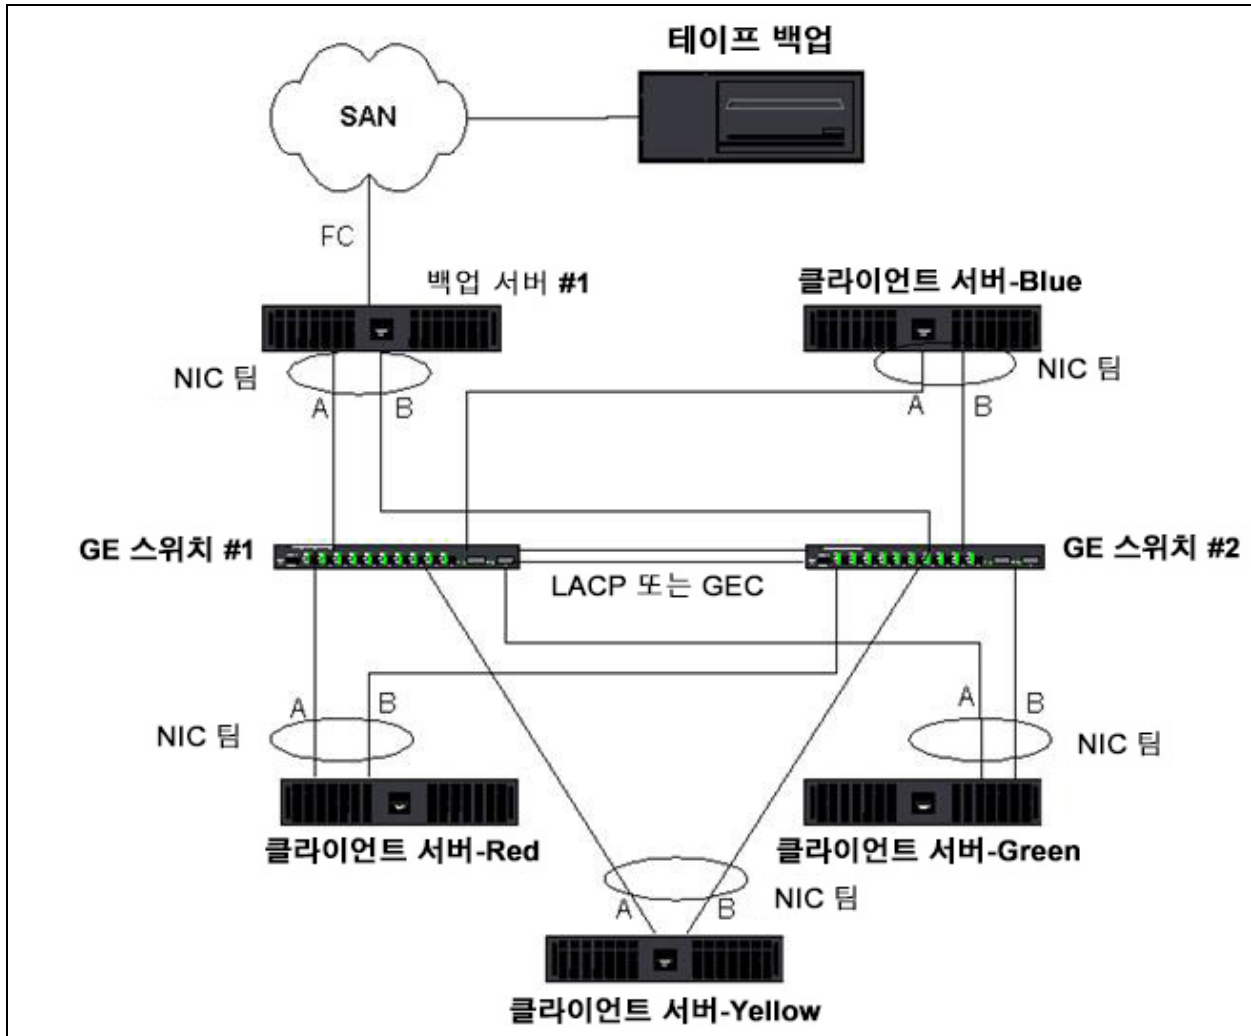 테이프 백업
SAN
FC
백업 서버 #1
클라이언트 서버-Blue
NIC 팀
A
B
NIC 팀
A
B
GE 스위치 #1
GE 스위치 #2
LACP 또는 GEC
NIC 팀
A
B
A
B
NIC 팀
클라이언트 서버-Red
클라이언트 서버-Green
A
B
NIC 팀
클라이언트 서버-Yellow